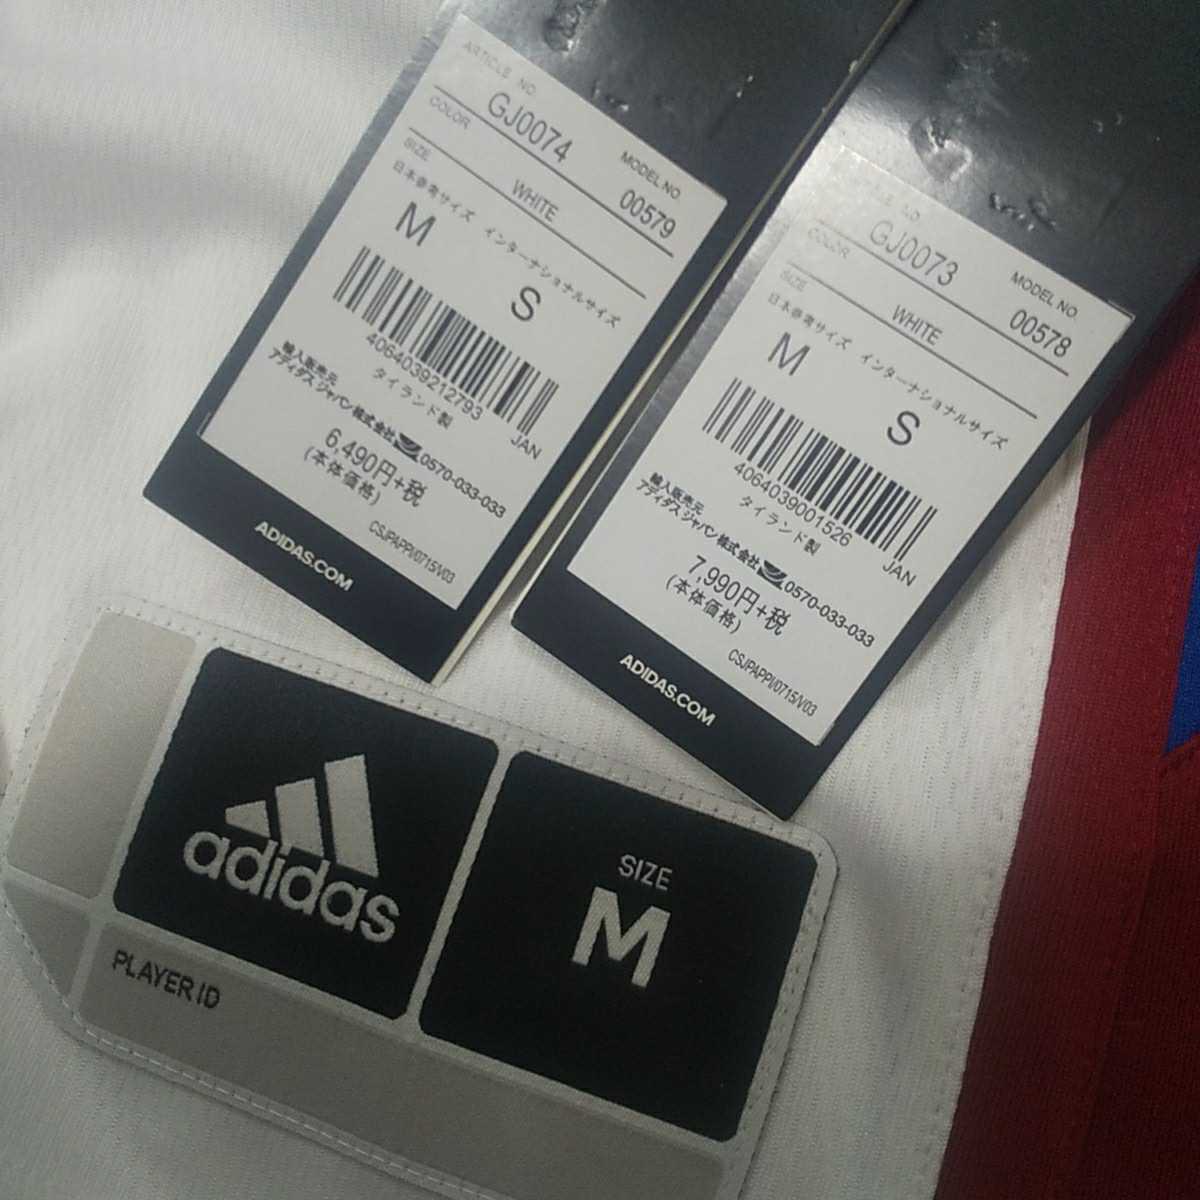 ARTICLE NO.
GJ0074
MODEL NO.
00579
COLOR
WHITE
SIZE
日本参考サイズ インターナショナルサイズ
M
S
4064039212793
JAN
タイランド製
輸入販売元
アディダス ジャパン株式会社 0570-033-033
6,490円+税
(本体価格)
CSJPAPPI/0715/V03
ADIDAS.COM
NO
GJ0073
MODEL NO.
00578
COLOR
WHITE
SIZE
日本参考サイズ インターナショナルサイズ
M
S
4064039001526
JAN
タイランド製
輸入販売元
アディダス ジャパン株式会社 0570-033-033
7,990円+税
(本体価格)
CSJPAPPI/0715/V03
ADIDAS.COM
adidas
SIZE
M
PLAYER ID